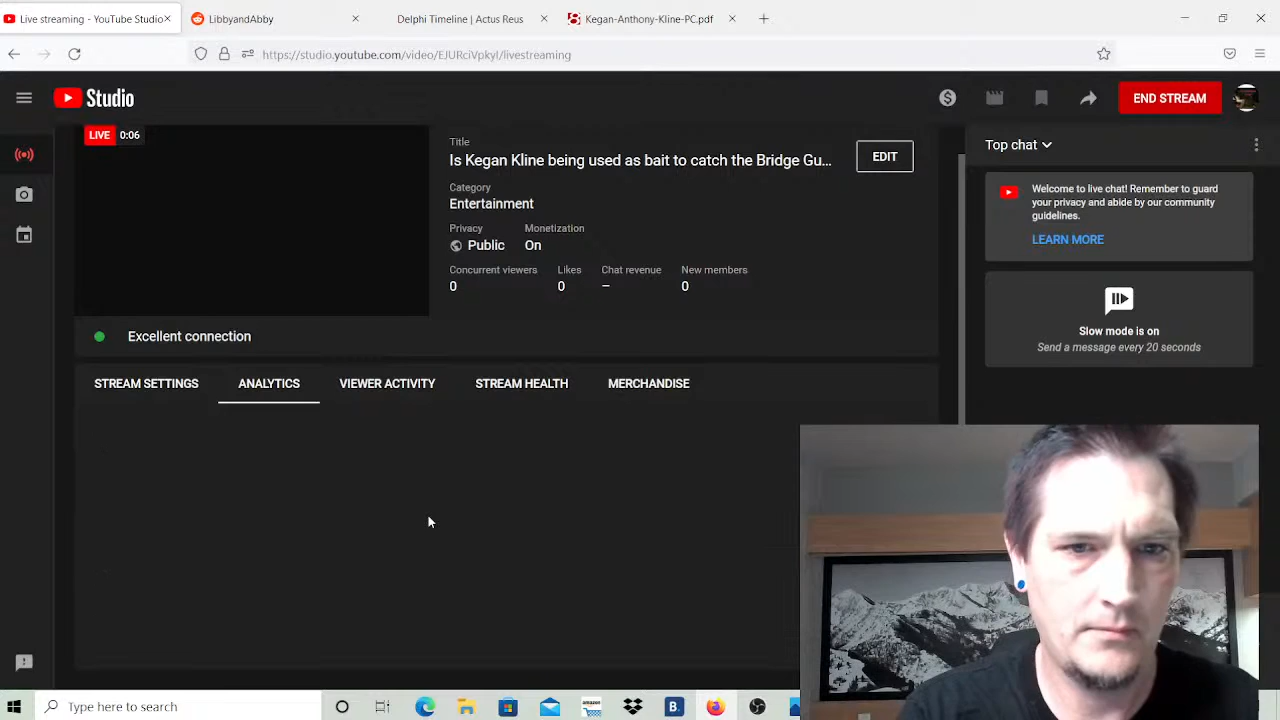 Live streaming - YouTube Studio
LibbyandAbby
Delphi Timeline | Actus Reus
Kegan-Anthony-Kline-PC.pdf
https://studio.youtube.com/video/EJURciVpkyI/livestreaming
Studio
END STREAM
LIVE 0:06
Title
Is Kegan Kline being used as bait to catch the Bridge Gu...
EDIT
Category
Entertainment
Privacy Monetization
Public On
Concurrent viewers Likes Chat revenue New members
0 0 – 0
Excellent connection
STREAM SETTINGS ANALYTICS VIEWER ACTIVITY STREAM HEALTH MERCHANDISE
Top chat
Welcome to live chat! Remember to guard
your privacy and abide by our community
guidelines.
LEARN MORE
Slow mode is on
Send a message every 20 seconds
Type here to search